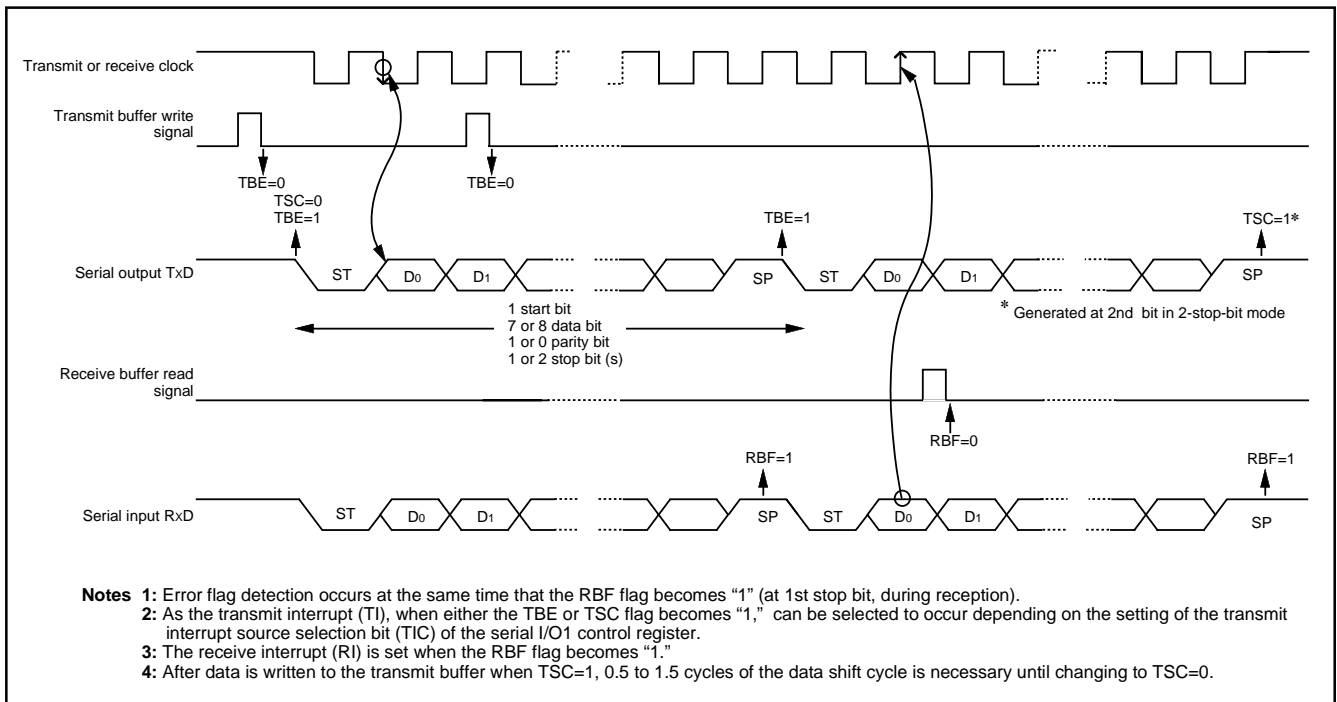 Transmit or receive clock
Transmit buffer write
signal
TBE=0
TSC=0
TBE=1
TBE=0
TBE=1
TSC=1*
Serial output TxD
ST
D0
D1
SP
ST
D0
D1
SP
* Generated at 2nd bit in 2-stop-bit mode
1 start bit
7 or 8 data bit
1 or 0 parity bit
1 or 2 stop bit (s)
Receive buffer read
signal
RBF=0
RBF=1
RBF=1
Serial input RxD
ST
D0
D1
SP
ST
D0
D1
SP
Notes 1: Error flag detection occurs at the same time that the RBF flag becomes “1” (at 1st stop bit, during reception).
2: As the transmit interrupt (TI), when either the TBE or TSC flag becomes “1,” can be selected to occur depending on the setting of the transmit
interrupt source selection bit (TIC) of the serial I/O1 control register.
3: The receive interrupt (RI) is set when the RBF flag becomes “1.”
4: After data is written to the transmit buffer when TSC=1, 0.5 to 1.5 cycles of the data shift cycle is necessary until changing to TSC=0.